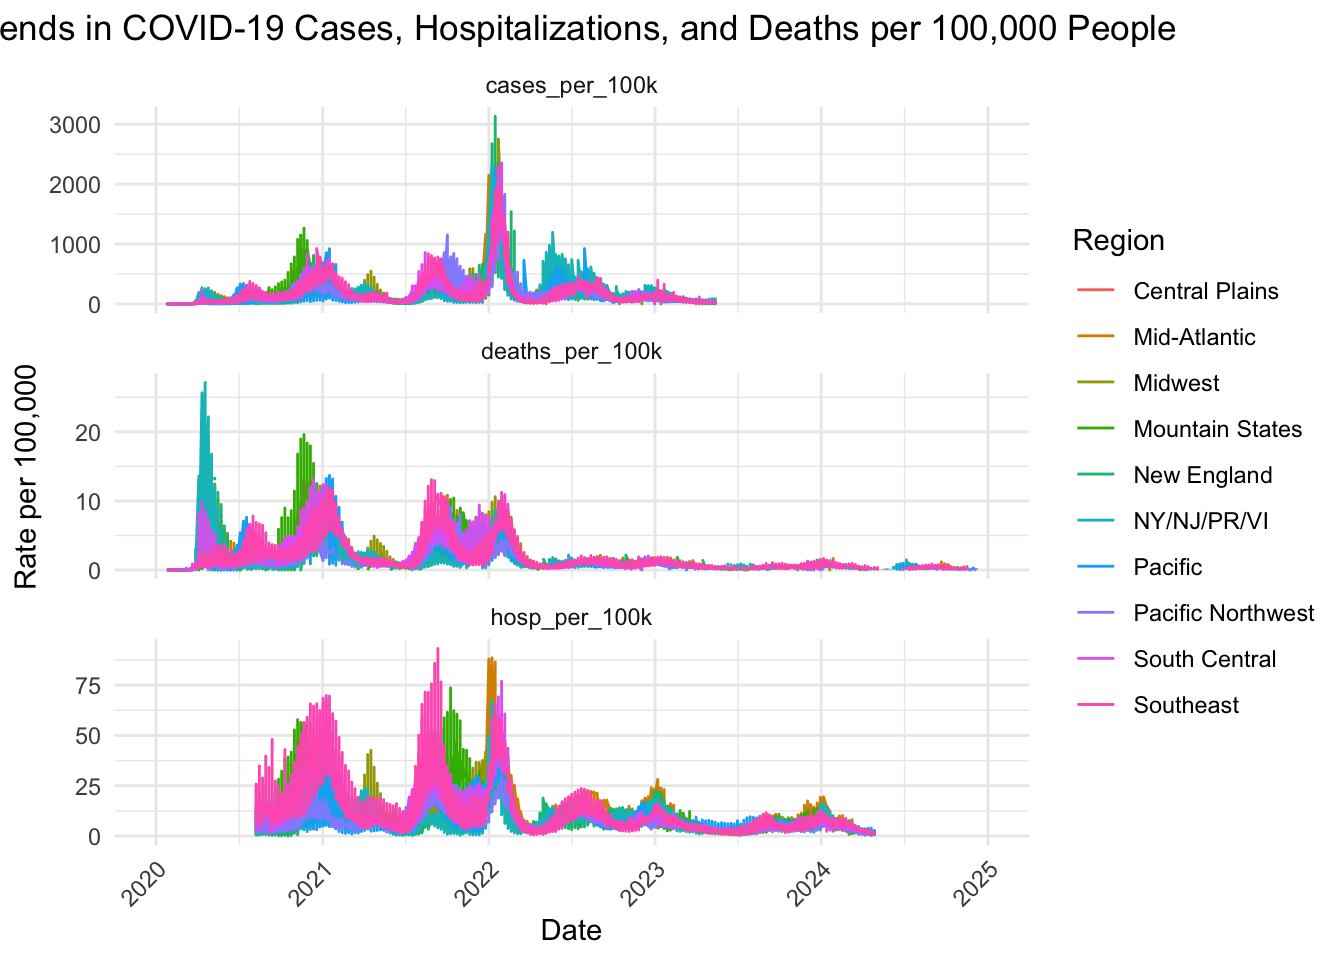 ends in COVID-19 Cases, Hospitalizations, and Deaths per 100,000 People
cases_per_100k
3000
2000
1000
0
deaths_per_100k
20
10
0
hosp_per_100k
75
50
25
0
2020
2021
2022
2023
2024
2025
Date
Rate per 100,000
Region
Central Plains
Mid-Atlantic
Midwest
Mountain States
New England
NY/NJ/PR/VI
Pacific
Pacific Northwest
South Central
Southeast